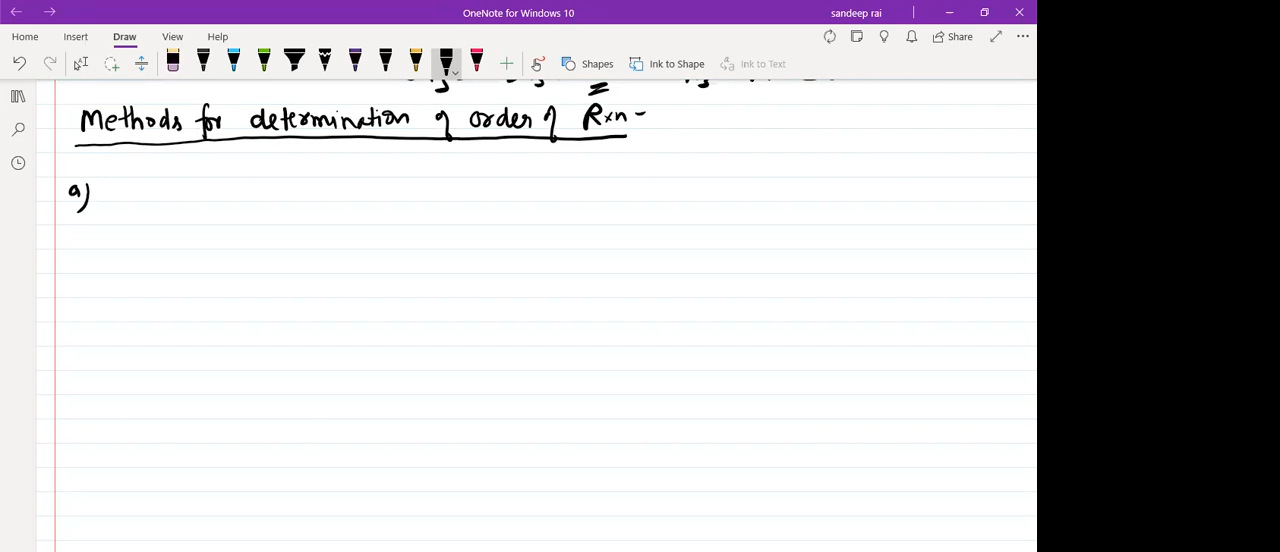 OneNote for Windows 10
sandeep rai
Home Insert Draw View Help
Share
Shapes
Ink to Shape
Ink to Text
Methods for determination of order of Rxn -
a)